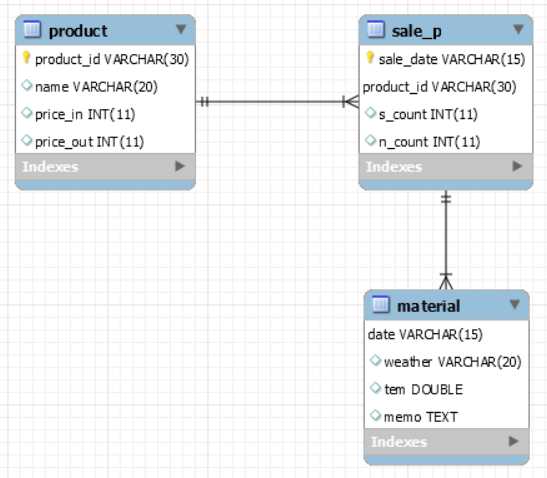 product
product_id VARCHAR(30)
name VARCHAR(20)
price_in INT(11)
price_out INT(11)
Indexes
sale_p
sale_date VARCHAR(15)
product_id VARCHAR(30)
s_count INT(11)
n_count INT(11)
Indexes
material
date VARCHAR(15)
weather VARCHAR(20)
tem DOUBLE
memo TEXT
Indexes